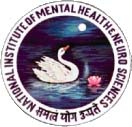 NATIONAL INSTITUTE OF MENTAL HEALTH & NEURO SCIENCES
समत्वं योग उच्यते